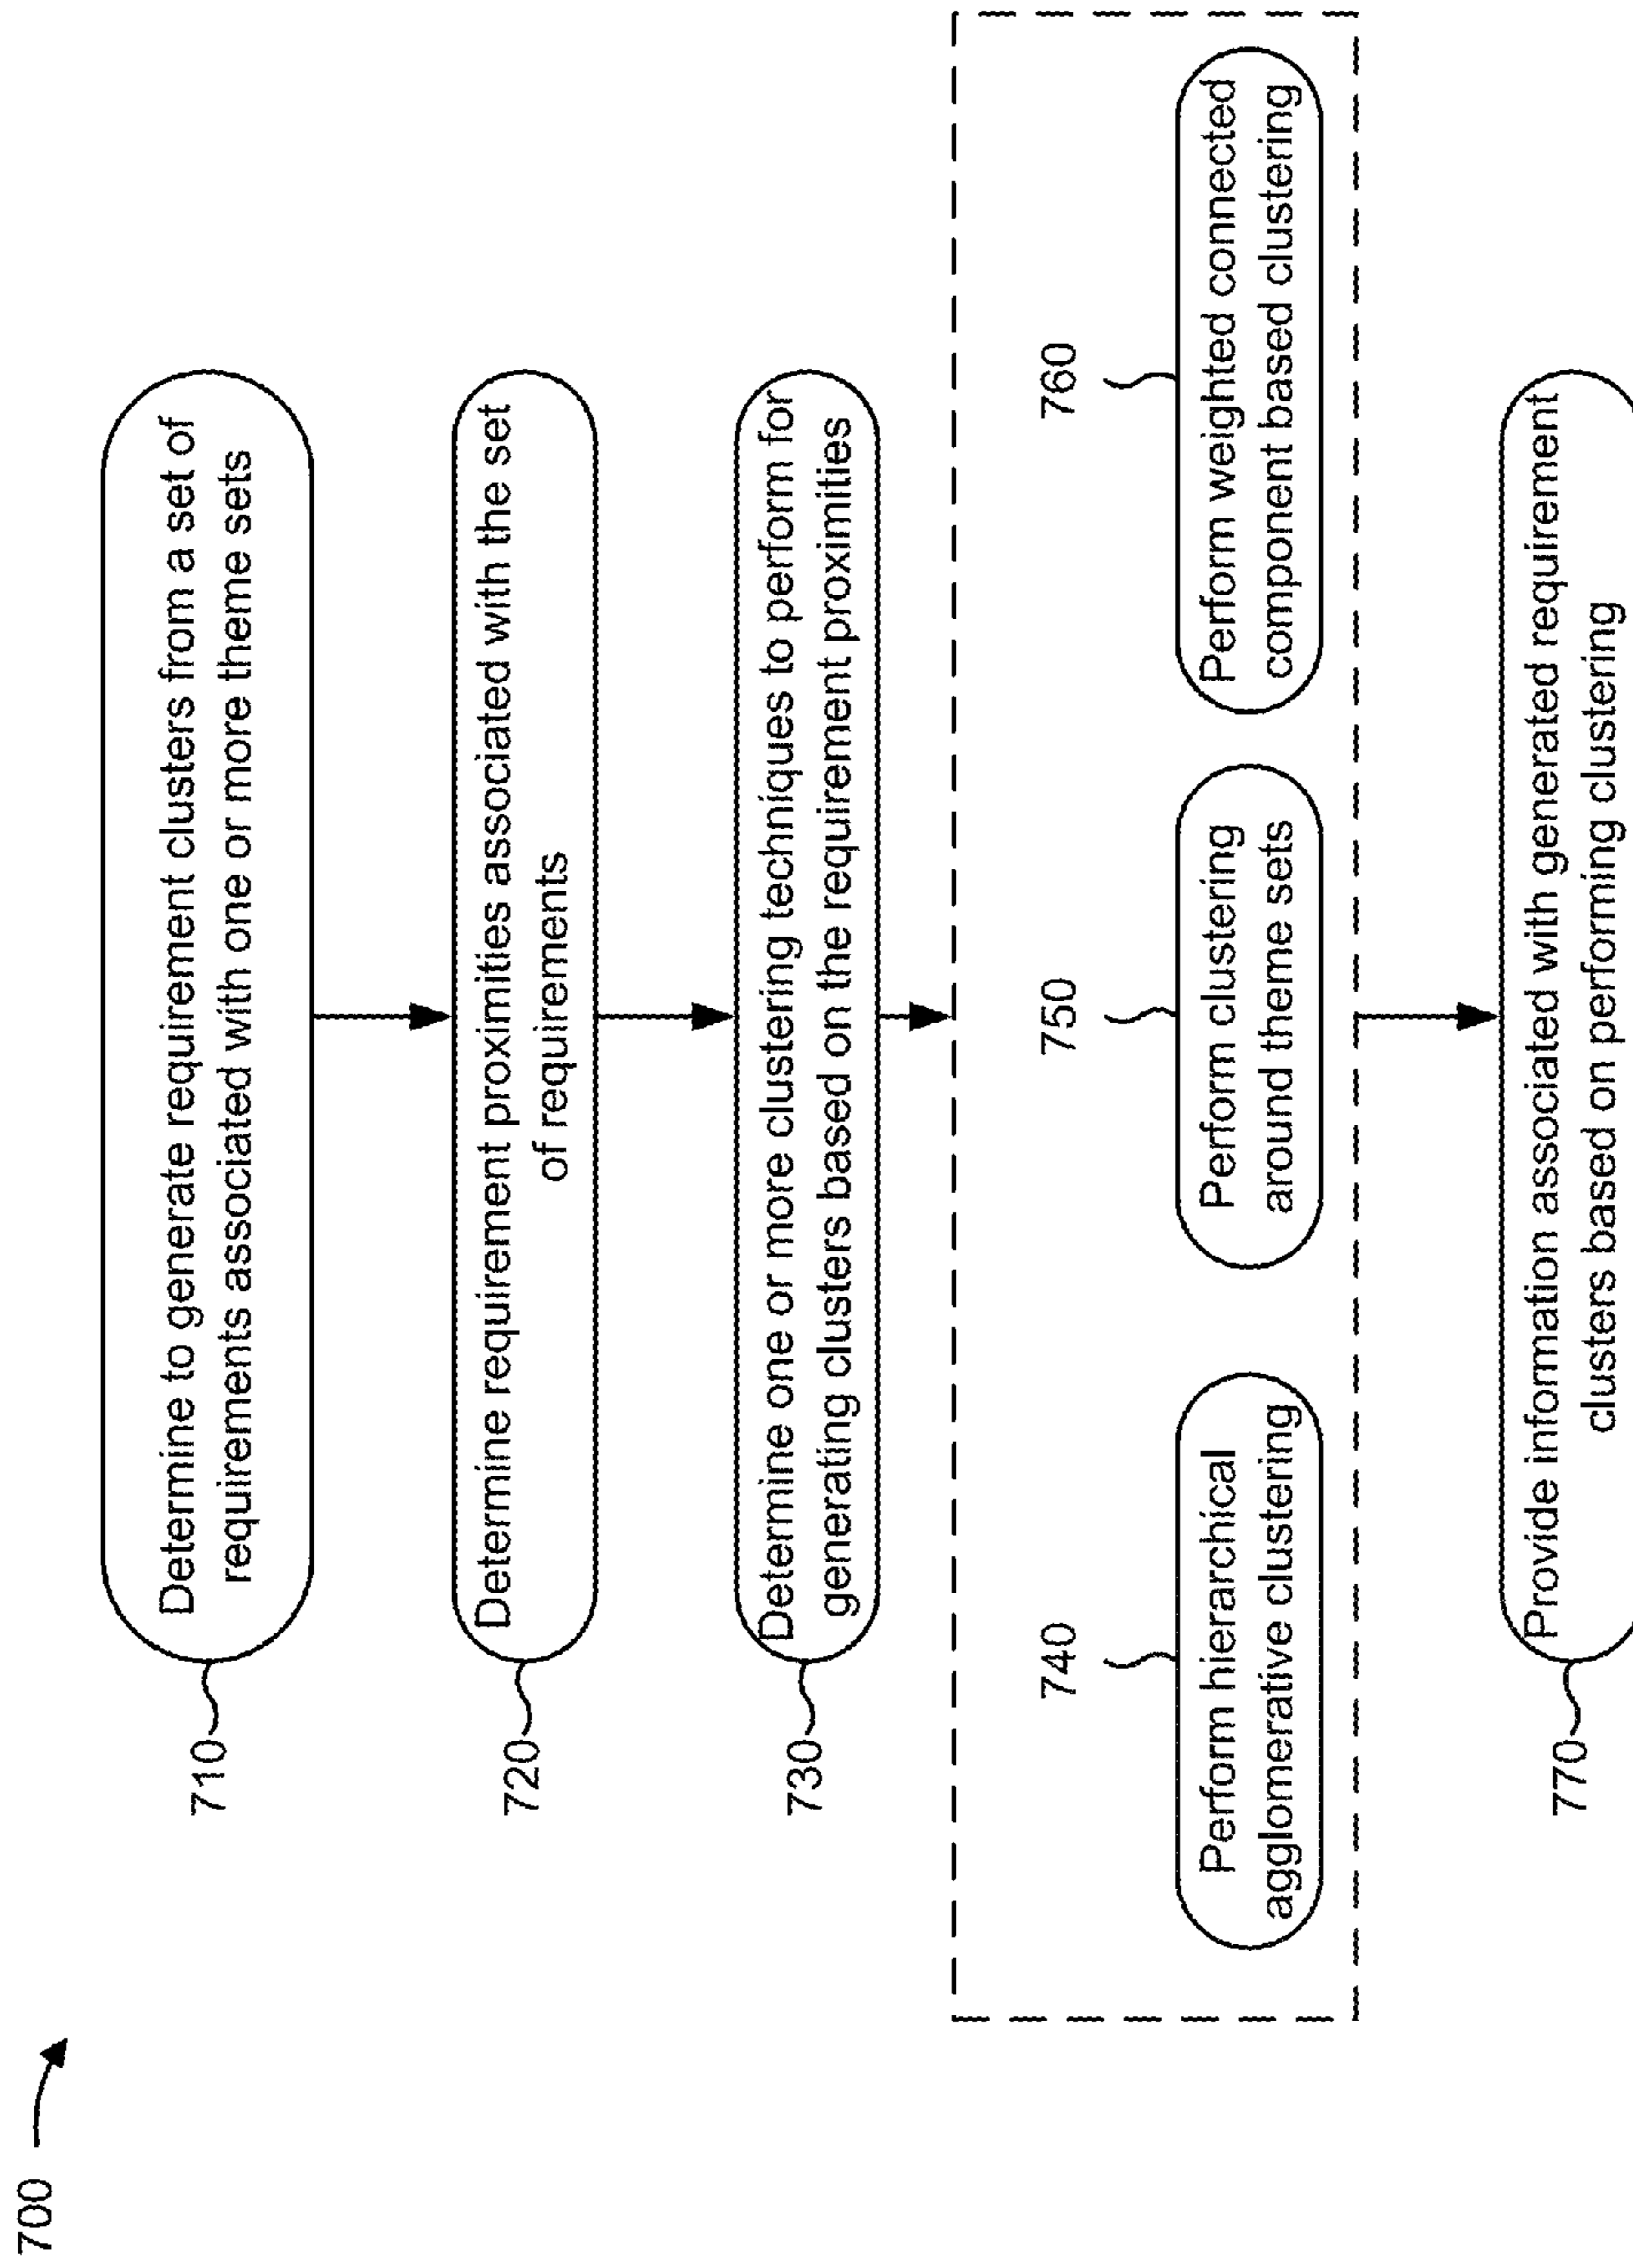 700
710
Determine to generate requirement clusters from a set of
requirements associated with one or more theme sets
720
Determine requirement proximities associated with the set
of requirements
730
Determine one or more clustering techniques to perform for
generating clusters based on the requirement proximities
740
Perform hierarchical
agglomerative clustering
750
Perform clustering
around theme sets
760
Perform weighted connected
component based clustering
770
Provide information associated with generated requirement
clusters based on performing clustering